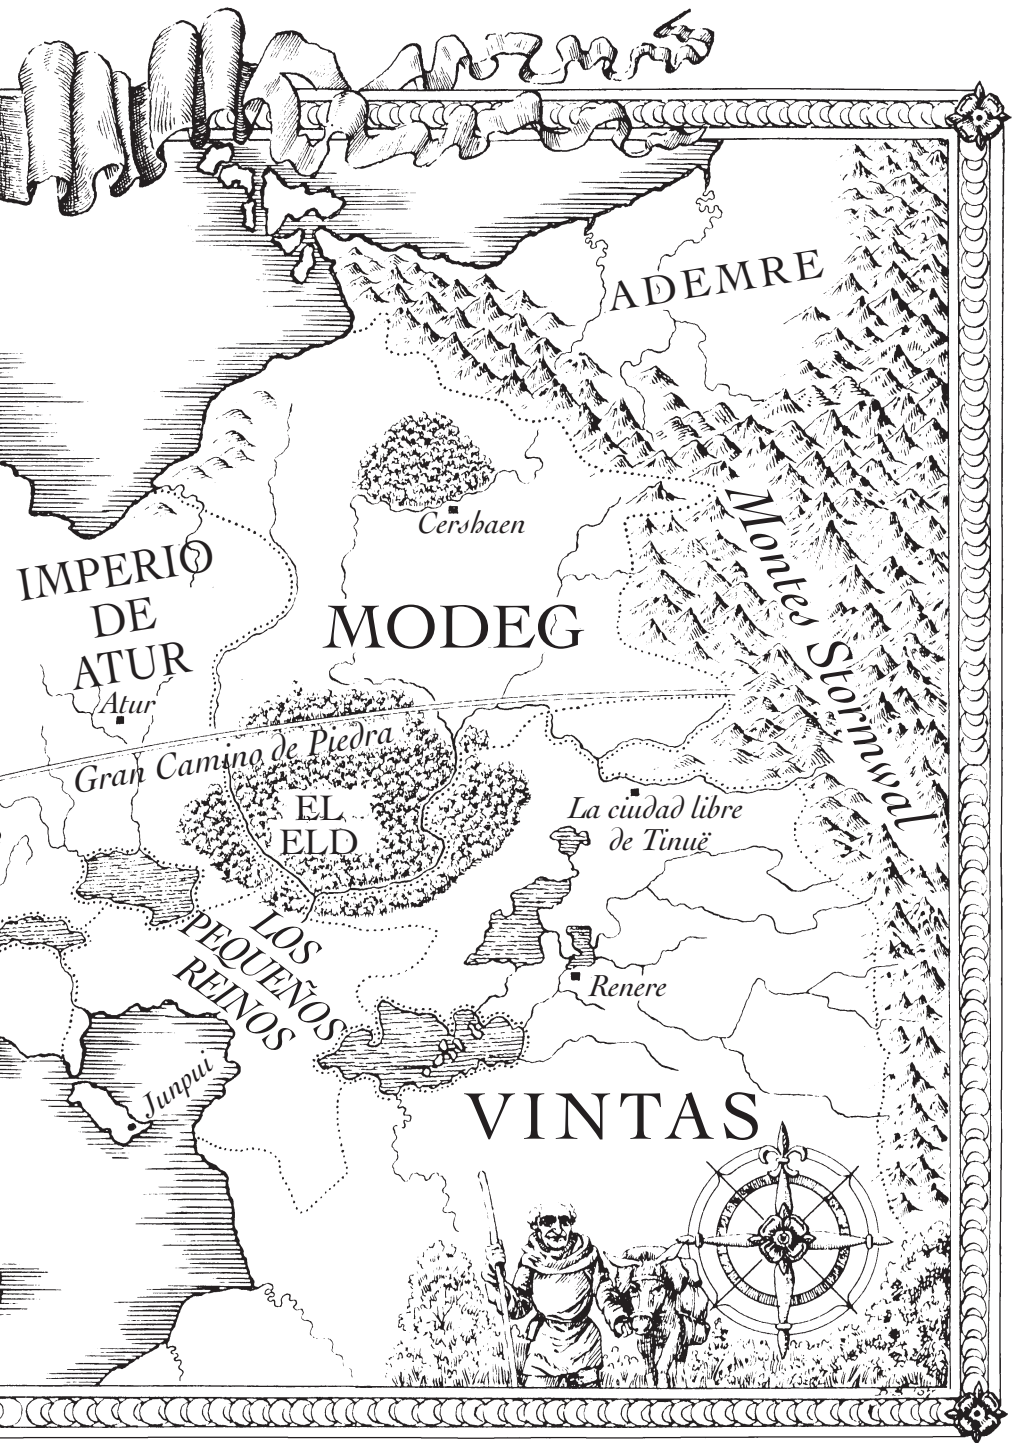 ADEMRE
Montes Stormwal
Cershaen
IMPERIO
DE
ATUR
MODEG
Atur
Gran Camino de Piedra
EL
ELD
La ciudad libre
de Tinuë
LOS
PEQUEÑOS
REINOS
Renere
Junpui
VINTAS